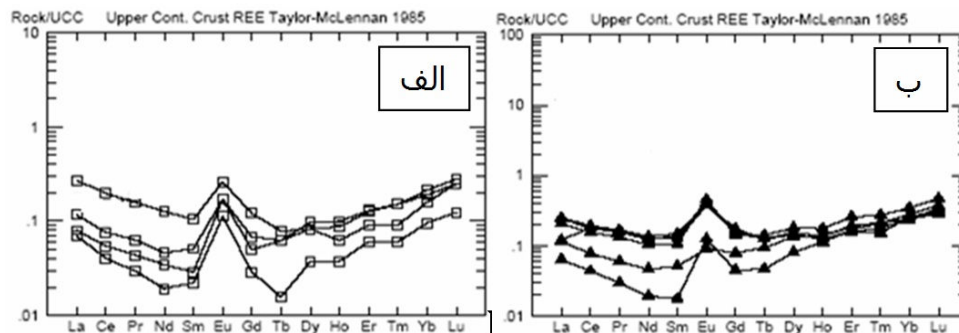 Rock/UCC Upper Cont. Crust REE Taylor-McLennan 1985
10
1
.1
.01
الف
La Ce Pr Nd Sm Eu Gd Tb Dy Ho Er Tm Yb Lu
Rock/UCC Upper Cont. Crust REE Taylor-McLennan 1985
100
10
1
.1
.01
ب
La Ce Pr Nd Sm Eu Gd Tb Dy Ho Er Tm Yb Lu